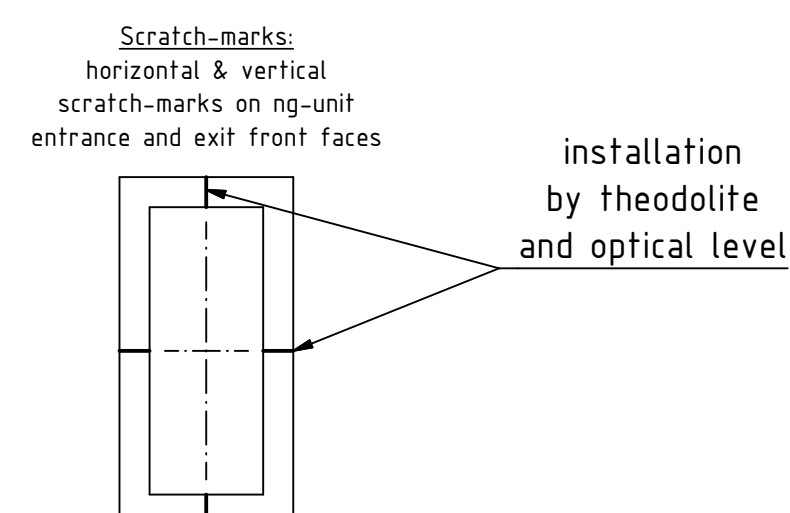 Scratch-marks:
horizontal & vertical
scratch-marks on ng-unit
entrance and exit front faces
installation
by theodolite
and optical level